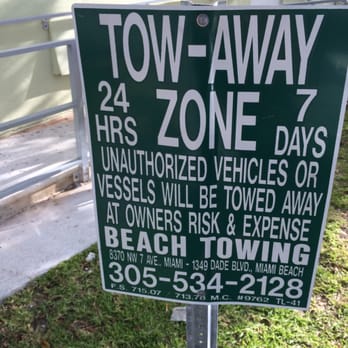 TOW-AWAY
24 HRS ZONE 7 DAYS
UNAUTHORIZED VEHICLES OR
VESSELS WILL BE TOWED AWAY
AT OWNERS RISK & EXPENSE
BEACH TOWING
8370 NW 7 AVE., MIAMI - 1349 DADE BLVD., MIAMI BEACH
305-534-2128
F.S. 715.07 713.78 M.C. #9762 TL-41